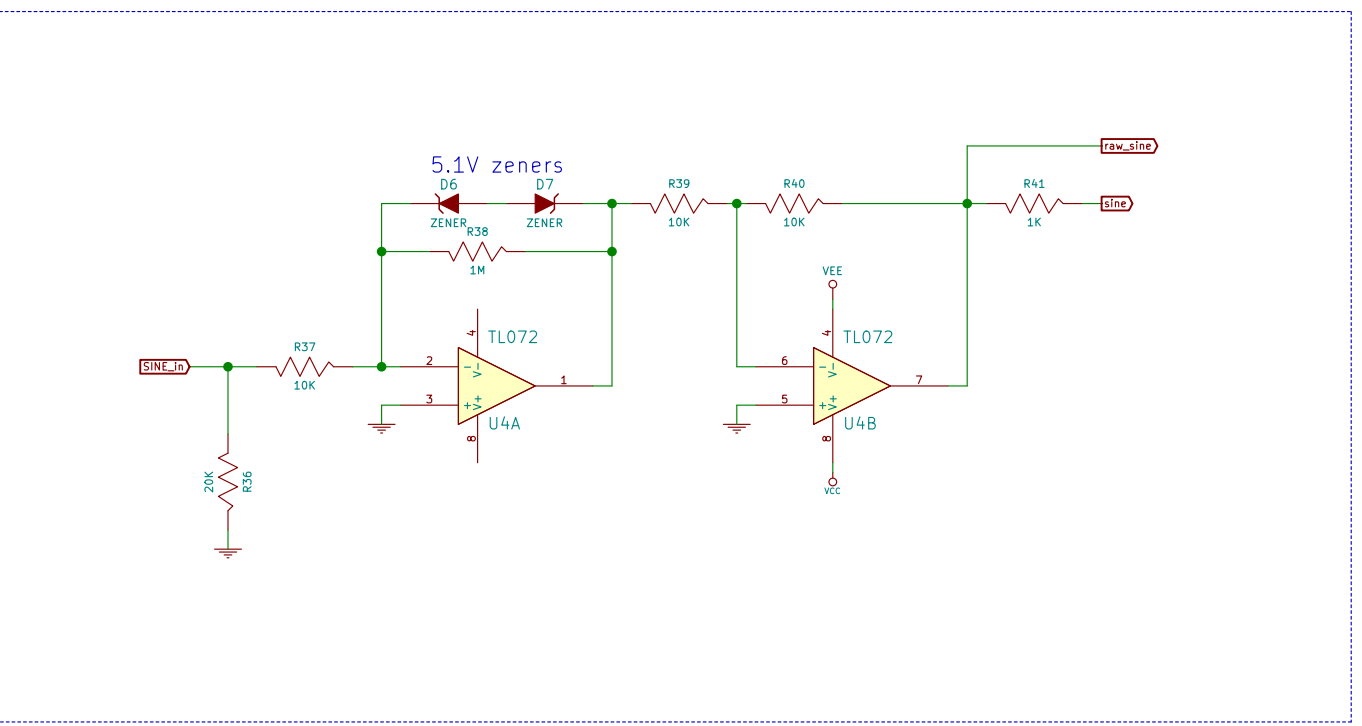 raw_sine
5.1V zeners
D6
D7
R39
R40
R41
sine
ZENER
ZENER
10K
10K
1K
R38
1M
VEE
4
TL072
4
TL072
SINE_in
R37
10K
2
- V-
1
3
+ V+
U4A
8
6
- V-
7
5
+ V+
U4B
8
VCC
20K
R36